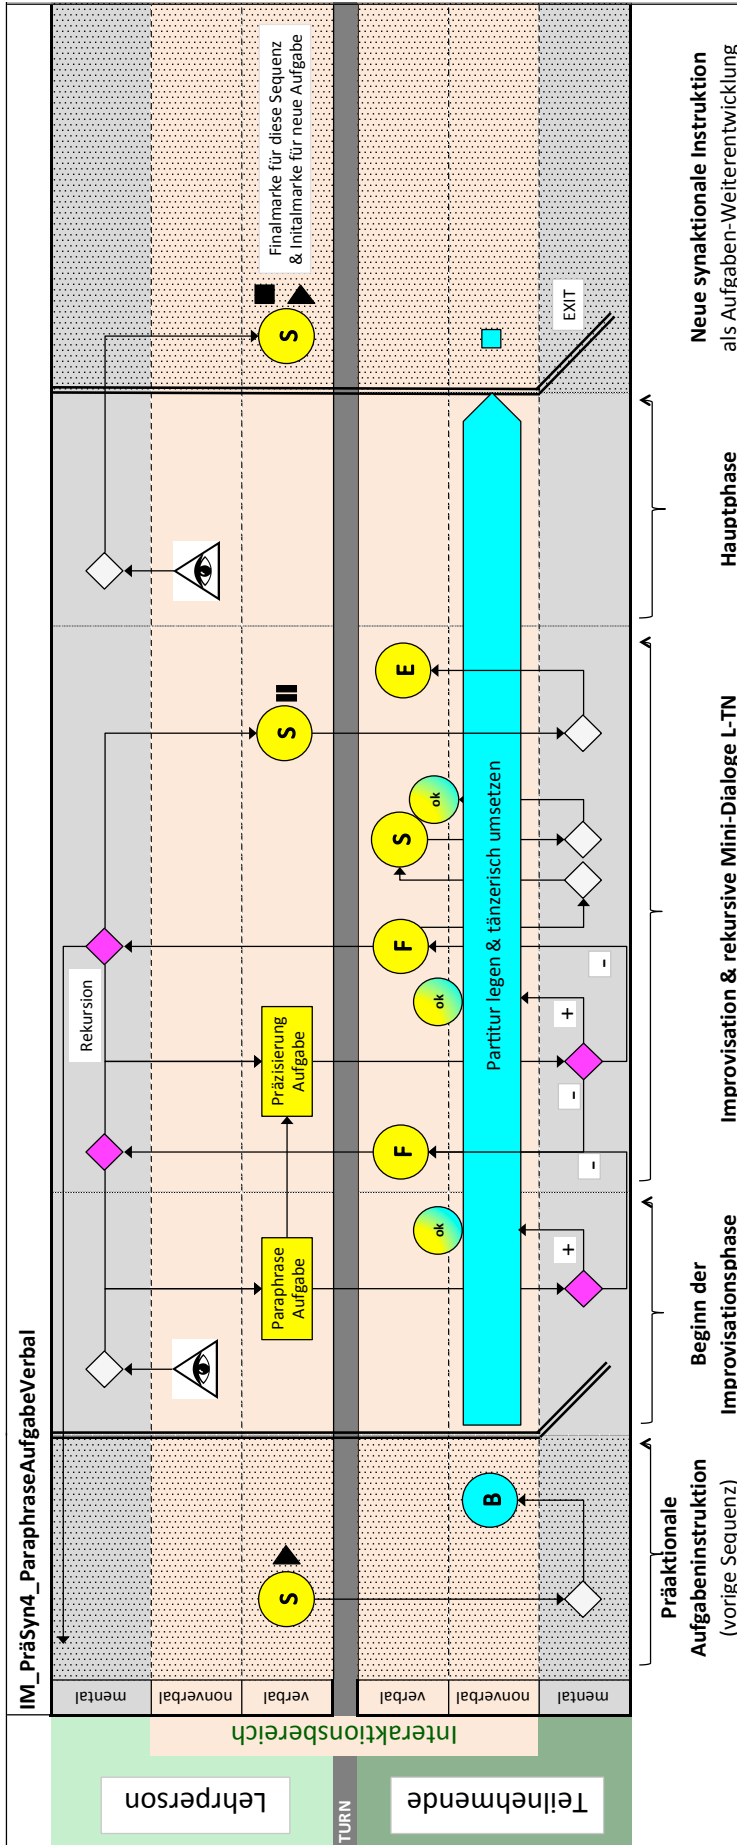 IM_PräSyn4_ParaphraseAufgabeVerbal
Lehrperson
TURN
Teilnehmende
Interaktionsbereich
mental
nonverbal
verbal
verbal
nonverbal
mental
S
B
Paraphrase
Aufgabe
ok
+
-
F
Rekursion
Präzisierung
Aufgabe
-
+
ok
-
F
S
ok
S
E
Partitur legen & tänzerisch umsetzen
S
Finalmarke für diese Sequenz
& Initalmarke für neue Aufgabe
EXIT
Präaktionale
Aufgabeninstruktion
(vorige Sequenz)
Beginn der
Improvisationsphase
Improvisation & rekursive Mini-Dialoge L-TN
Hauptphase
Neue synaktionale Instruktion
als Aufgaben-Weiterentwicklung